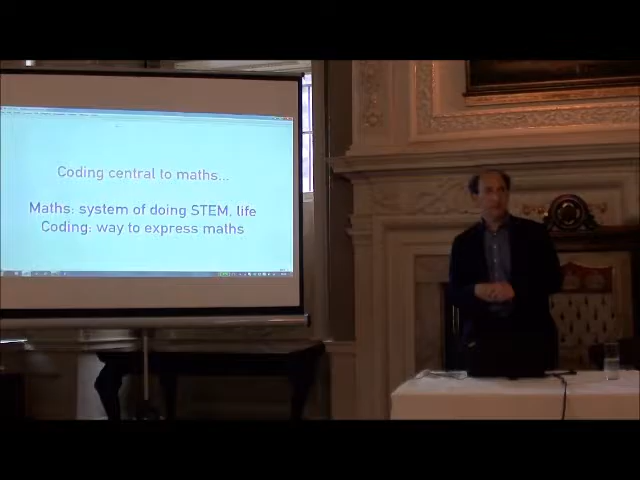 Coding central to maths...
Maths: system of doing STEM, life
Coding: way to express maths